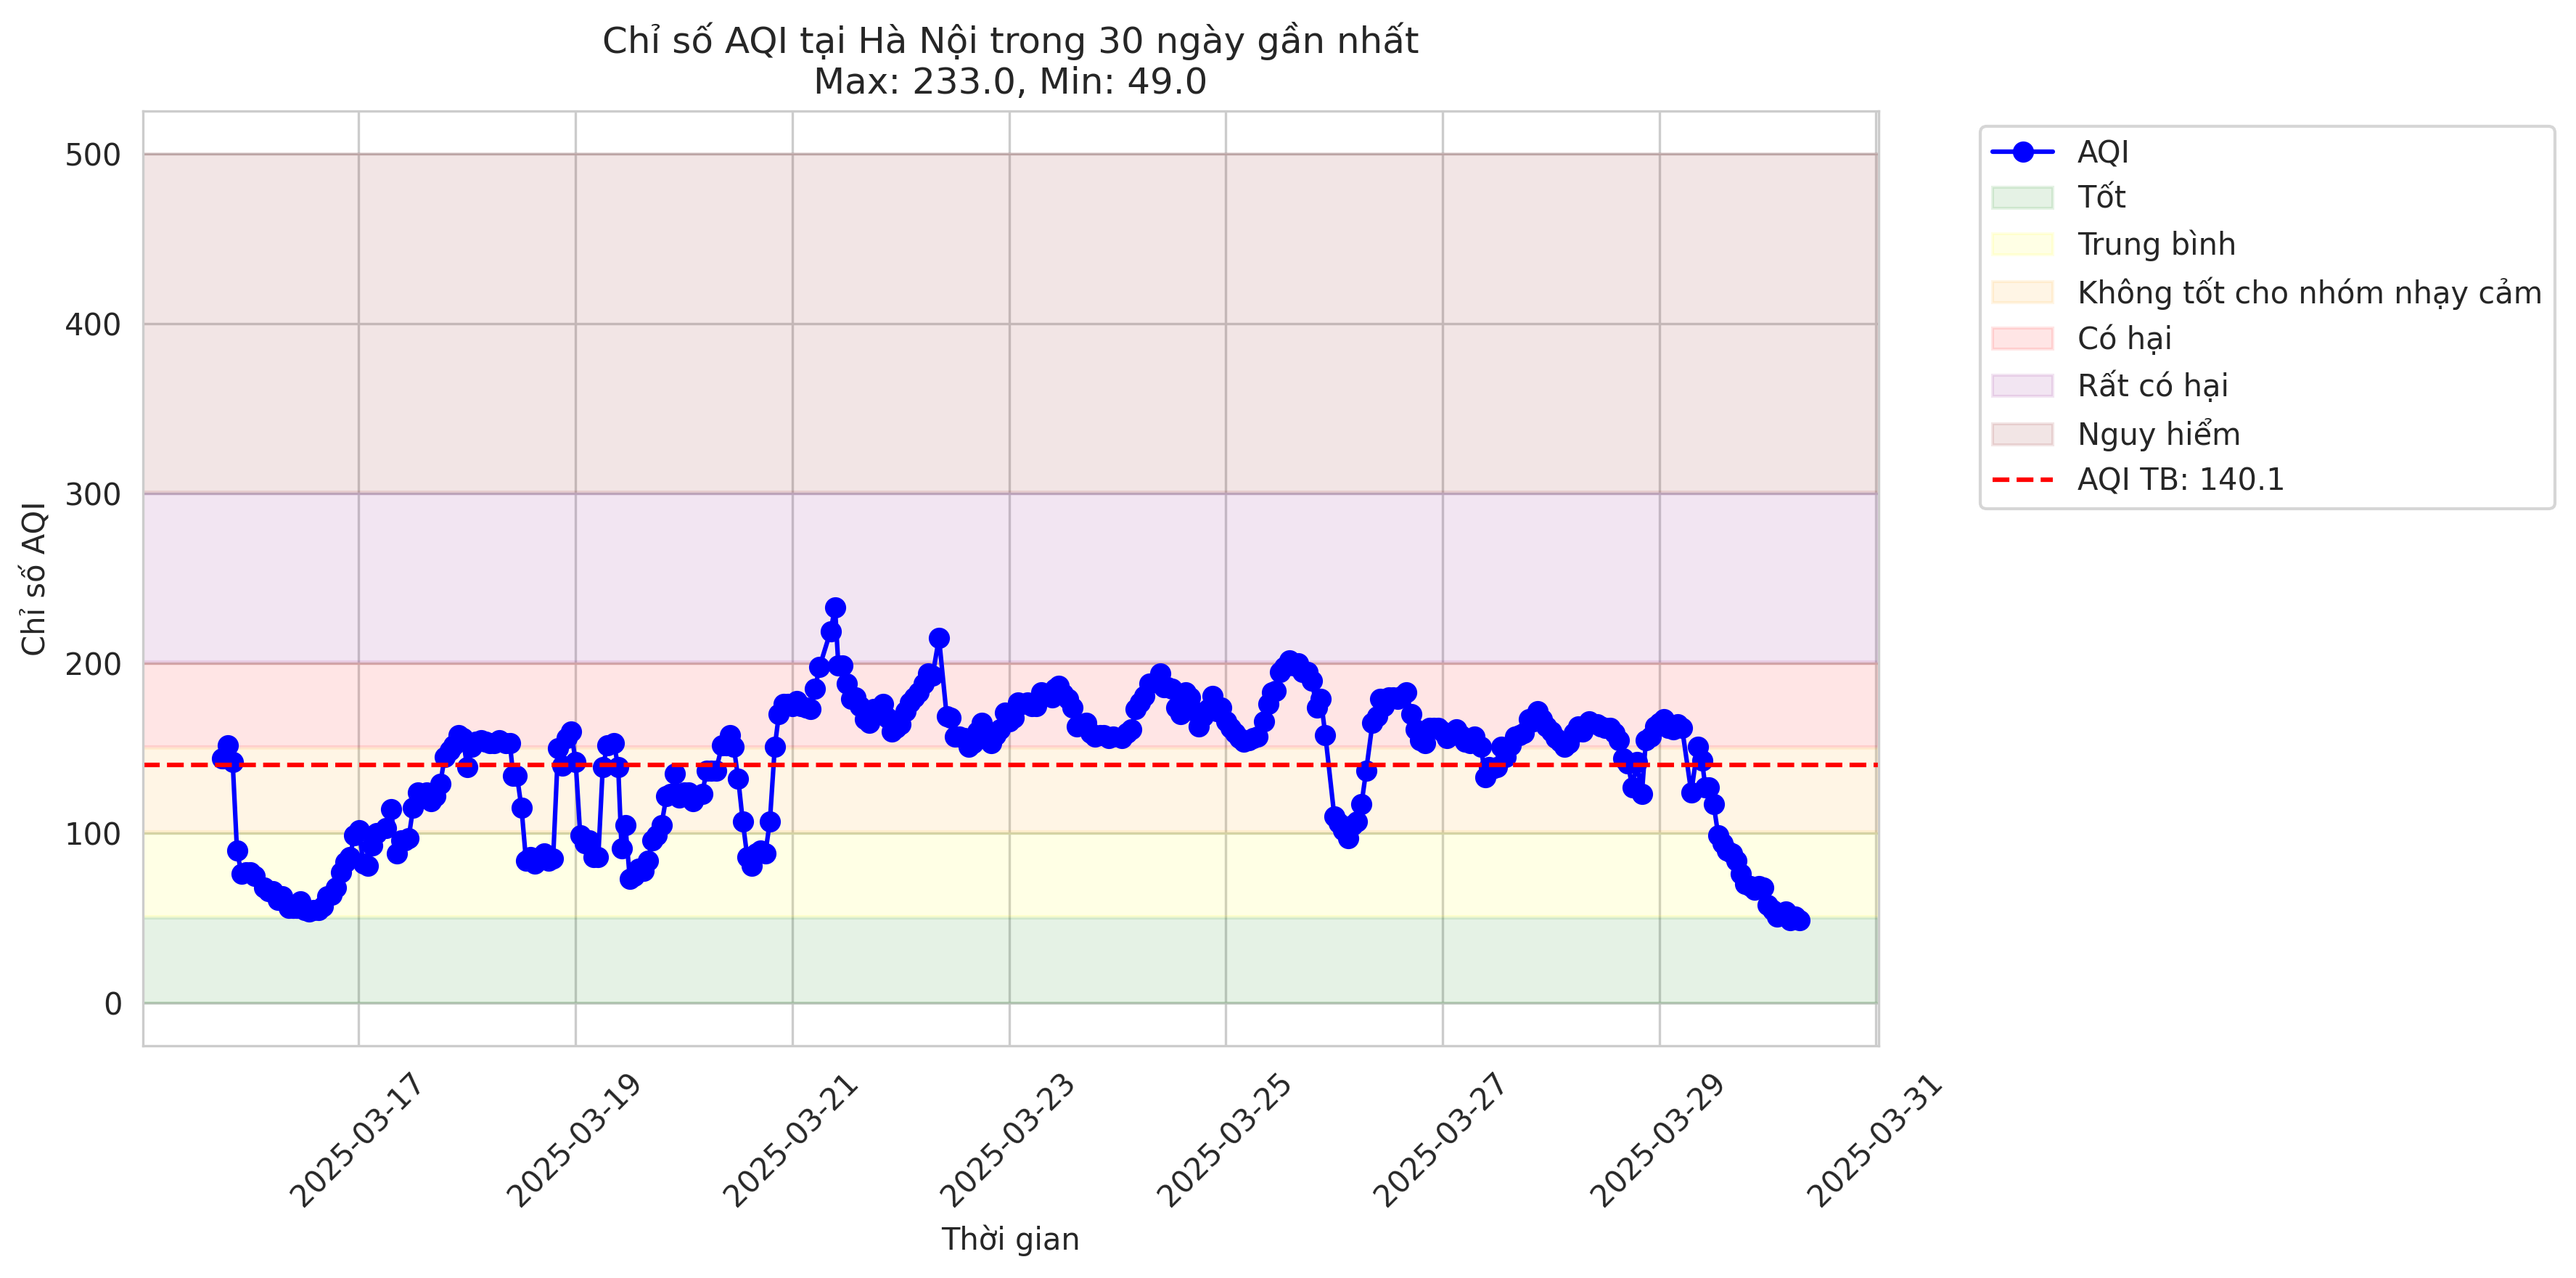 Chỉ số AQI tại Hà Nội trong 30 ngày gần nhất
Max: 233.0, Min: 49.0
Chỉ số AQI
500
400
300
200
100
0
2025-03-17
2025-03-19
2025-03-21
2025-03-23
2025-03-25
2025-03-27
2025-03-29
2025-03-31
Thời gian
AQI
Tốt
Trung bình
Không tốt cho nhóm nhạy cảm
Có hại
Rất có hại
Nguy hiểm
AQI TB: 140.1